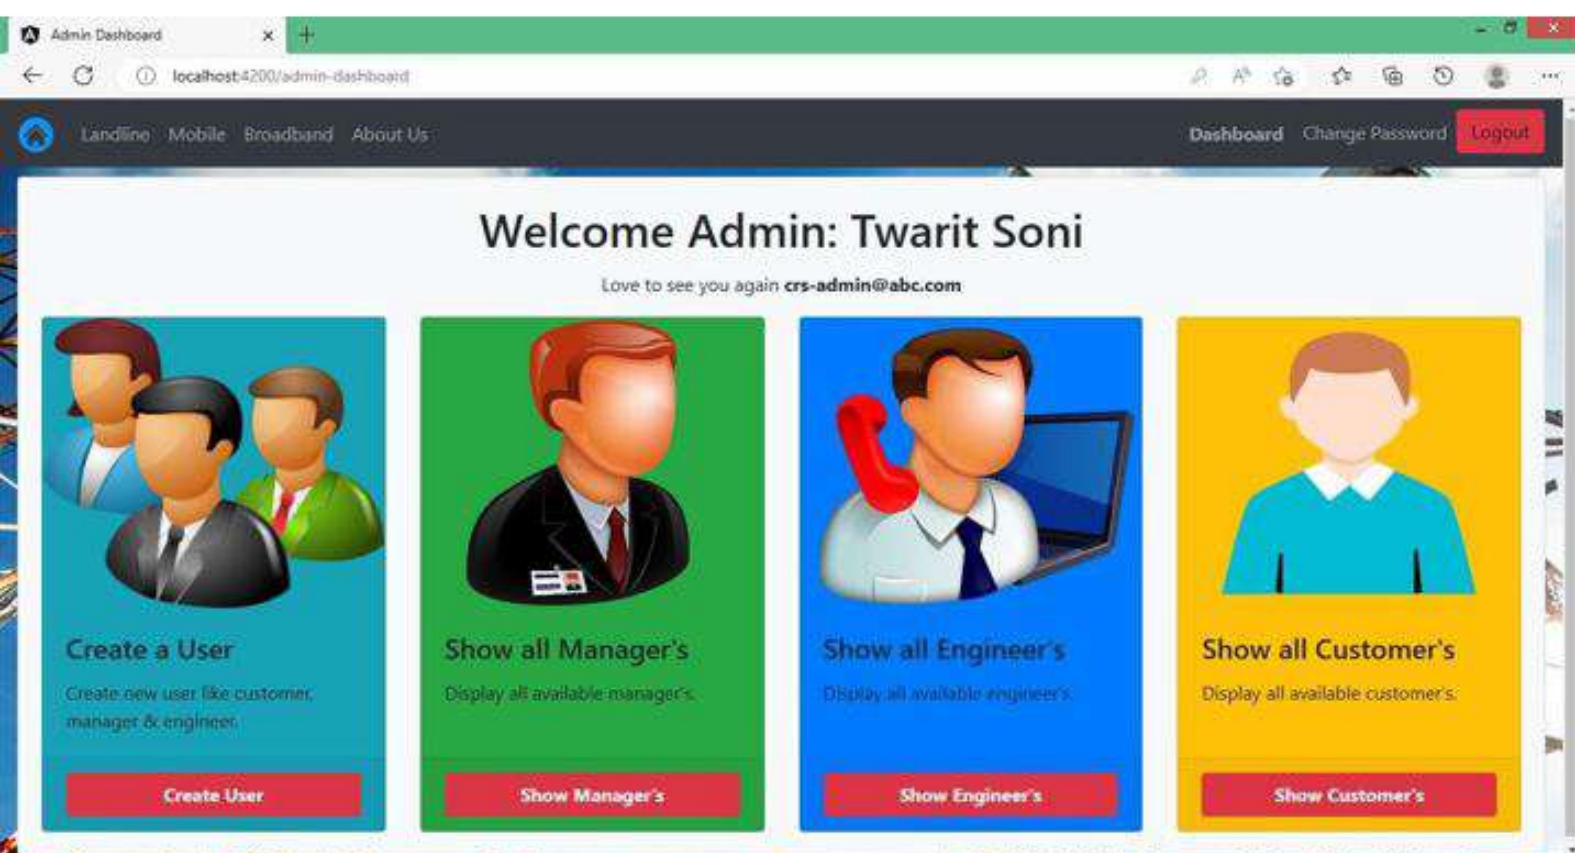 Admin Dashboard
localhost:4200/admin-dashboard
Landline Mobile Broadband About Us Dashboard Change Password Logout
Welcome Admin: Twarit Soni
Love to see you again crs-admin@abc.com
Create a User
Create new user like customer,
manager & engineer.
Create User
Show all Manager's
Display all available manager's.
Show Manager's
Show all Engineer's
Display all available engineer's.
Show Engineer's
Show all Customer's
Display all available customer's.
Show Customer's